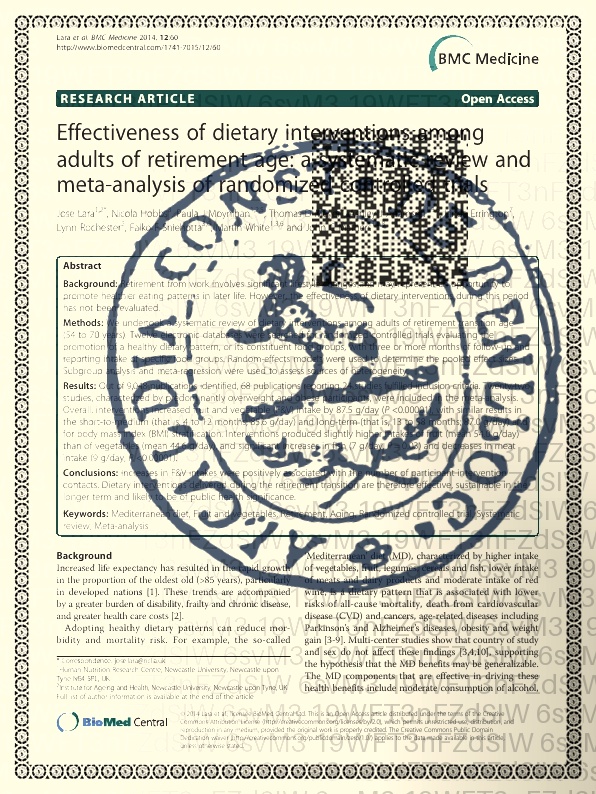 Lara et al. BMC Medicine 2014, 12:60
http://www.biomedcentral.com/1741-7015/12/60
BMC Medicine
RESEARCH ARTICLE Open Access
Effectiveness of dietary interventions among
adults of retirement age: a systematic review and
meta-analysis of randomized controlled trials
Jose Lara, Nicola Hobbs, Paula Moynihan, Thomas Errington,
Lynn Rochester, Falko Sniehotta, Martin White and John
Abstract
Background: Retirement from work involves significant lifestyle opportunity to
promote healthier eating patterns in later life. However, the effectiveness of dietary interventions during this period
has not been evaluated.
Methods: We undertook a systematic review of dietary interventions among adults of retirement transition age
(54 to 70 years). Twelve electronic databases were randomized controlled trials evaluating the
promotion of a healthy dietary pattern, or its constituent food groups, with three or more months of follow-up and
reporting intake of specific food groups. Random-effects models were used to determine the pooled effect sizes.
Subgroup analysis and meta-regression were used to assess sources of heterogeneity.
Results: Out of publications identified, 68 publications reporting fulfilled inclusion criteria. Twenty-two
studies, characterized by predominantly overweight and obese participants, were included in the meta-analysis.
Overall, interventions increased fruit and vegetable (F&V) intake by 87.5 g/day (P <0.00001), with similar results in
the short-to-medium (that is, 4 to 12 months; 85.6 g/day) and long-term (that is, 13 to 58 months; 87.0 g/day)
for body mass index (BMI) stratification. Interventions produced slightly higher intake of fruit (mean 54.0 g/day)
than of vegetables (mean 44.6 g/day), and significant increases in fish (7 g/day, P = 0.03) and decreases in meat
intake (9 g/day,
Conclusions: Increases in F&V intakes were positively associated with the number of participant intervention
contacts. Dietary interventions delivered during the retirement transition are therefore effective, sustainable in the
longer term and likely to be of public health significance.
Keywords: Mediterranean diet, Fruit and vegetables, Retirement, Aging, Randomized controlled trial, Systematic
review, Meta-analysis
Background
Increased life expectancy has resulted in the rapid growth
in the proportion of the oldest old (>85 years), particularly
in developed nations [1]. These trends are accompanied
by a greater burden of disability, frailty and chronic disease,
and greater health care costs [2].
Adopting healthy dietary patterns can reduce mor-
bidity and mortality risk. For example, the so-called
'Mediterranean' diet (MD), characterized by higher intake
of vegetables, fruit, legumes, cereals and fish, lower intake
of meats and dairy products and moderate intake of red
wine, is a dietary pattern that is associated with lower
risks of all-cause mortality, death from cardiovascular
disease (CVD) and cancers, age-related diseases including
Parkinson's and Alzheimer's diseases, obesity and weight
gain [3-9]. Multi-center studies show that country of study
and sex do not affect these findings [3,4,10], supporting
the hypothesis that the MD benefits may be generalizable.
The MD components that are effective in driving these
health benefits include moderate consumption of alcohol,
* Correspondence: jose.lara@ncl.ac.uk
Human Nutrition Research Centre, Newcastle University, Newcastle upon
Tyne NE4 5PL, UK
Institute for Ageing and Health, Newcastle University, Newcastle upon Tyne, UK
Full list of author information is available at the end of the article
BioMed Central
© 2014 Lara et al.; licensee BioMed Central Ltd. This is an Open Access article distributed under the terms of the Creative
Commons Attribution License (http://creativecommons.org/licenses/by/2.0), which permits unrestricted use, distribution, and
reproduction in any medium, provided the original work is properly credited. The Creative Commons Public Domain
Dedication waiver (http://creativecommons.org/publicdomain/zero/1.0/) applies to the data made available in this article,
unless otherwise stated.